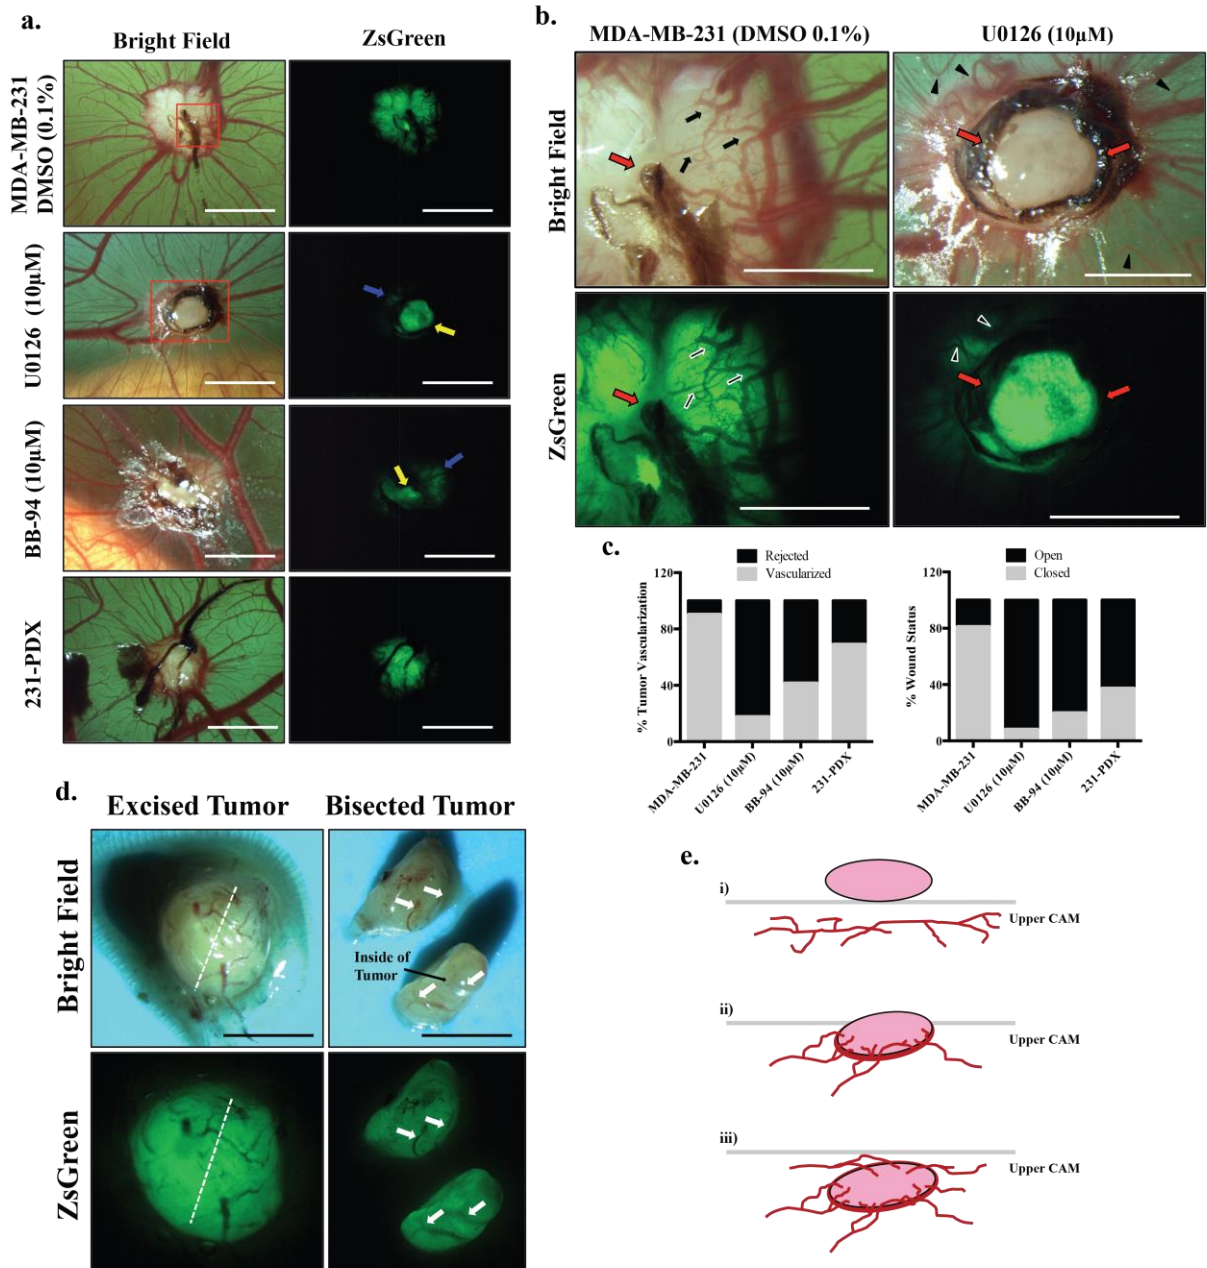 a.
Bright Field
ZsGreen
MDA-MB-231
DMSO (0.1%)
U0126 (10μM)
BB-94 (10μM)
231-PDX
b.
MDA-MB-231 (DMSO 0.1%)
U0126 (10μM)
Bright Field
ZsGreen
c.
Rejected
Vascularized
% Tumor Vascularization
120
80
40
0
MDA-MB-231
U0126 (10μM)
BB-94 (10μM)
231-PDX
Open
Closed
% Wound Status
120
80
40
0
MDA-MB-231
U0126 (10μM)
BB-94 (10μM)
231-PDX
d.
Excised Tumor
Bisected Tumor
Bright Field
Inside of
Tumor
ZsGreen
e.
i)
Upper CAM
ii)
Upper CAM
iii)
Upper CAM